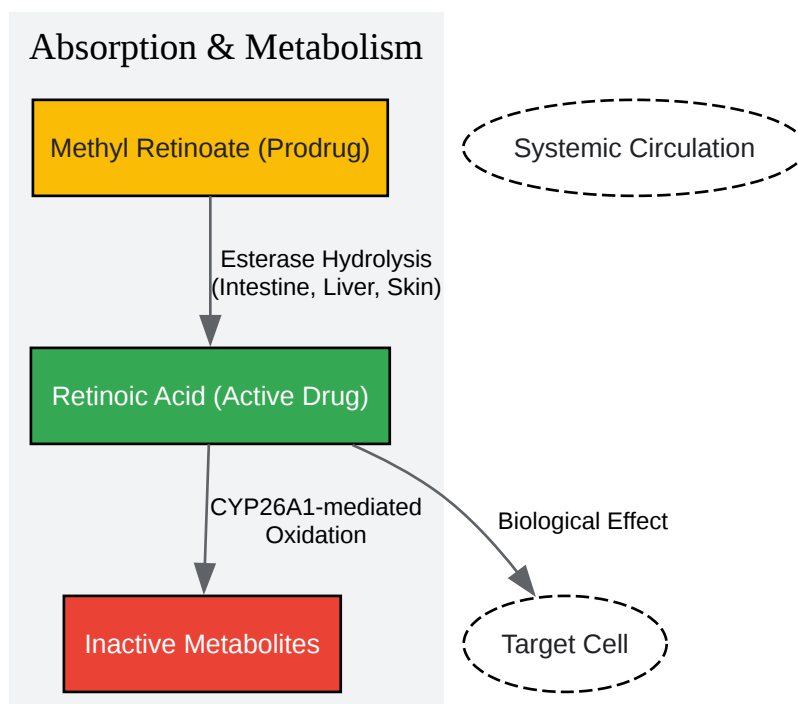 Absorption & Metabolism
Methyl Retinoate (Prodrug)
Systemic Circulation
Esterase Hydrolysis
(Intestine, Liver, Skin)
Retinoic Acid (Active Drug)
CYP26A1-mediated
Oxidation
Biological Effect
Inactive Metabolites
Target Cell